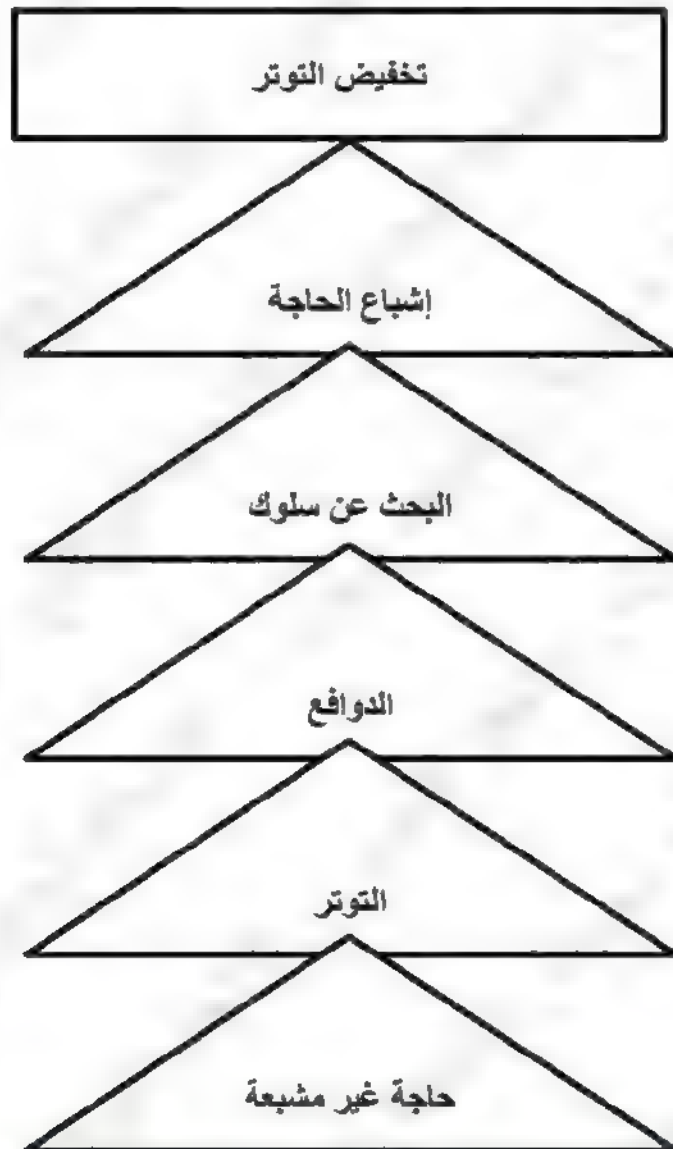 تخفيض التوتر
إشباع الحاجة
البحث عن سلوك
الدوافع
التوتر
حاجة غير مشبعة